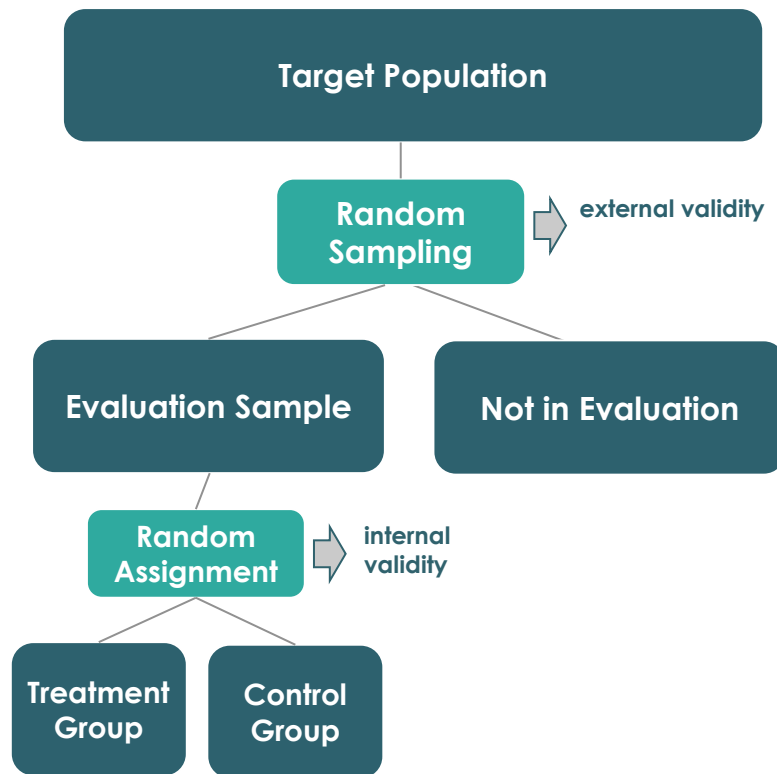 Target Population
Random
Sampling
external validity
Evaluation Sample
Not in Evaluation
Random
Assignment
internal
validity
Treatment
Group
Control
Group